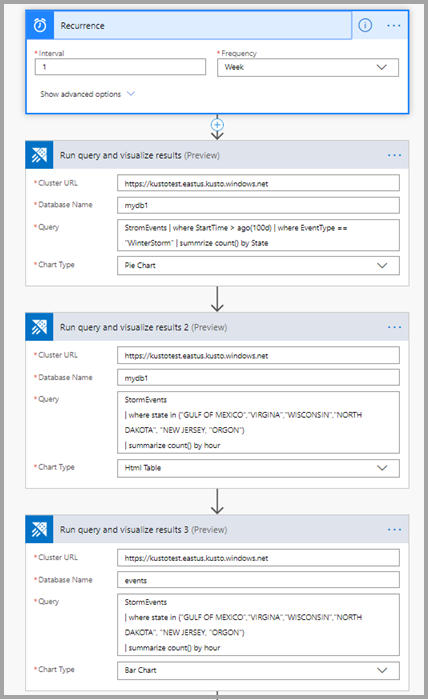 Recurrence
*Interval *Frequency
1 Week
Show advanced options
Run query and visualize results (Preview)
*Cluster URL https://kustotest.eastus.kusto.windows.net
*Database Name mydb1
*Query StromEvents | where StartTime > ago(100d) | where EventType ==
"WinterStorm" | summrize count() by State
*Chart Type Pie Chart
Run query and visualize results 2 (Preview)
*Cluster URL https://kustotest.eastus.kusto.windows.net
*Database Name mydb1
*Query StormEvents
| where state in ("GULF OF MEXICO","VIRGINA","WISCONSIN","NORTH
DAKOTA", "NEW JERSEY, "ORGON")
| summarize count() by hour
*Chart Type Html Table
Run query and visualize results 3 (Preview)
*Cluster URL https://kustotest.eastus.kusto.windows.net
*Database Name events
*Query StormEvents
| where state in ("GULF OF MEXICO","VIRGINA","WISCONSIN","NORTH
DAKOTA", "NEW JERSEY, "ORGON")
| summarize count() by hour
*Chart Type Bar Chart